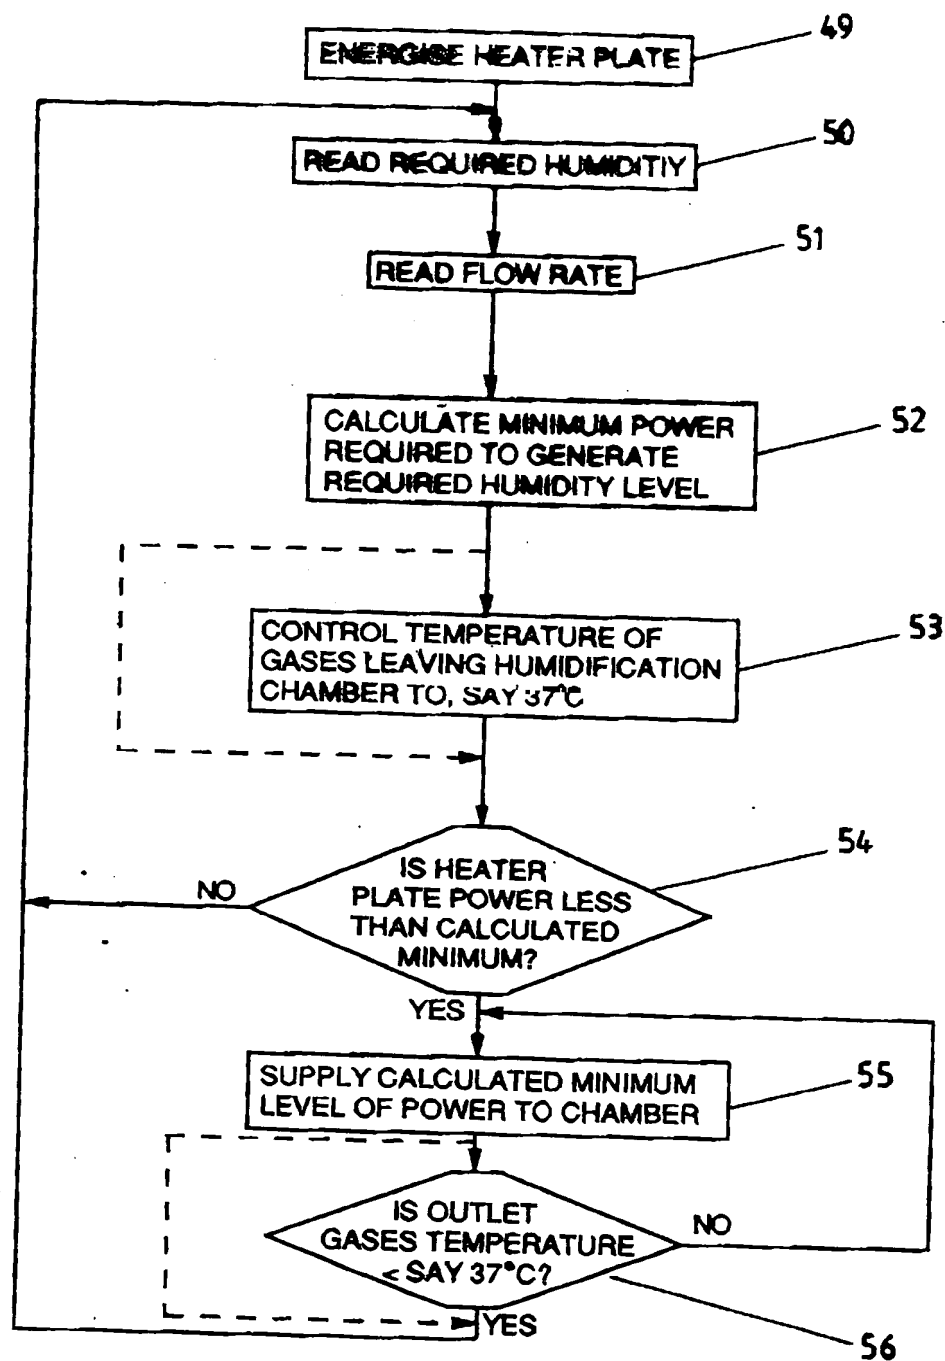 49
ENERGISE HEATER PLATE
50
READ REQUIRED HUMIDITIY
51
READ FLOW RATE
52
CALCULATE MINIMUM POWER
REQUIRED TO GENERATE
REQUIRED HUMIDITY LEVEL
53
CONTROL TEMPERATURE OF
GASES LEAVING HUMIDIFICATION
CHAMBER TO, SAY 37°C
54
IS HEATER
PLATE POWER LESS
THAN CALCULATED
MINIMUM?
NO
YES
55
SUPPLY CALCULATED MINIMUM
LEVEL OF POWER TO CHAMBER
IS OUTLET
GASES TEMPERATURE
< SAY 37°C?
NO
YES
56